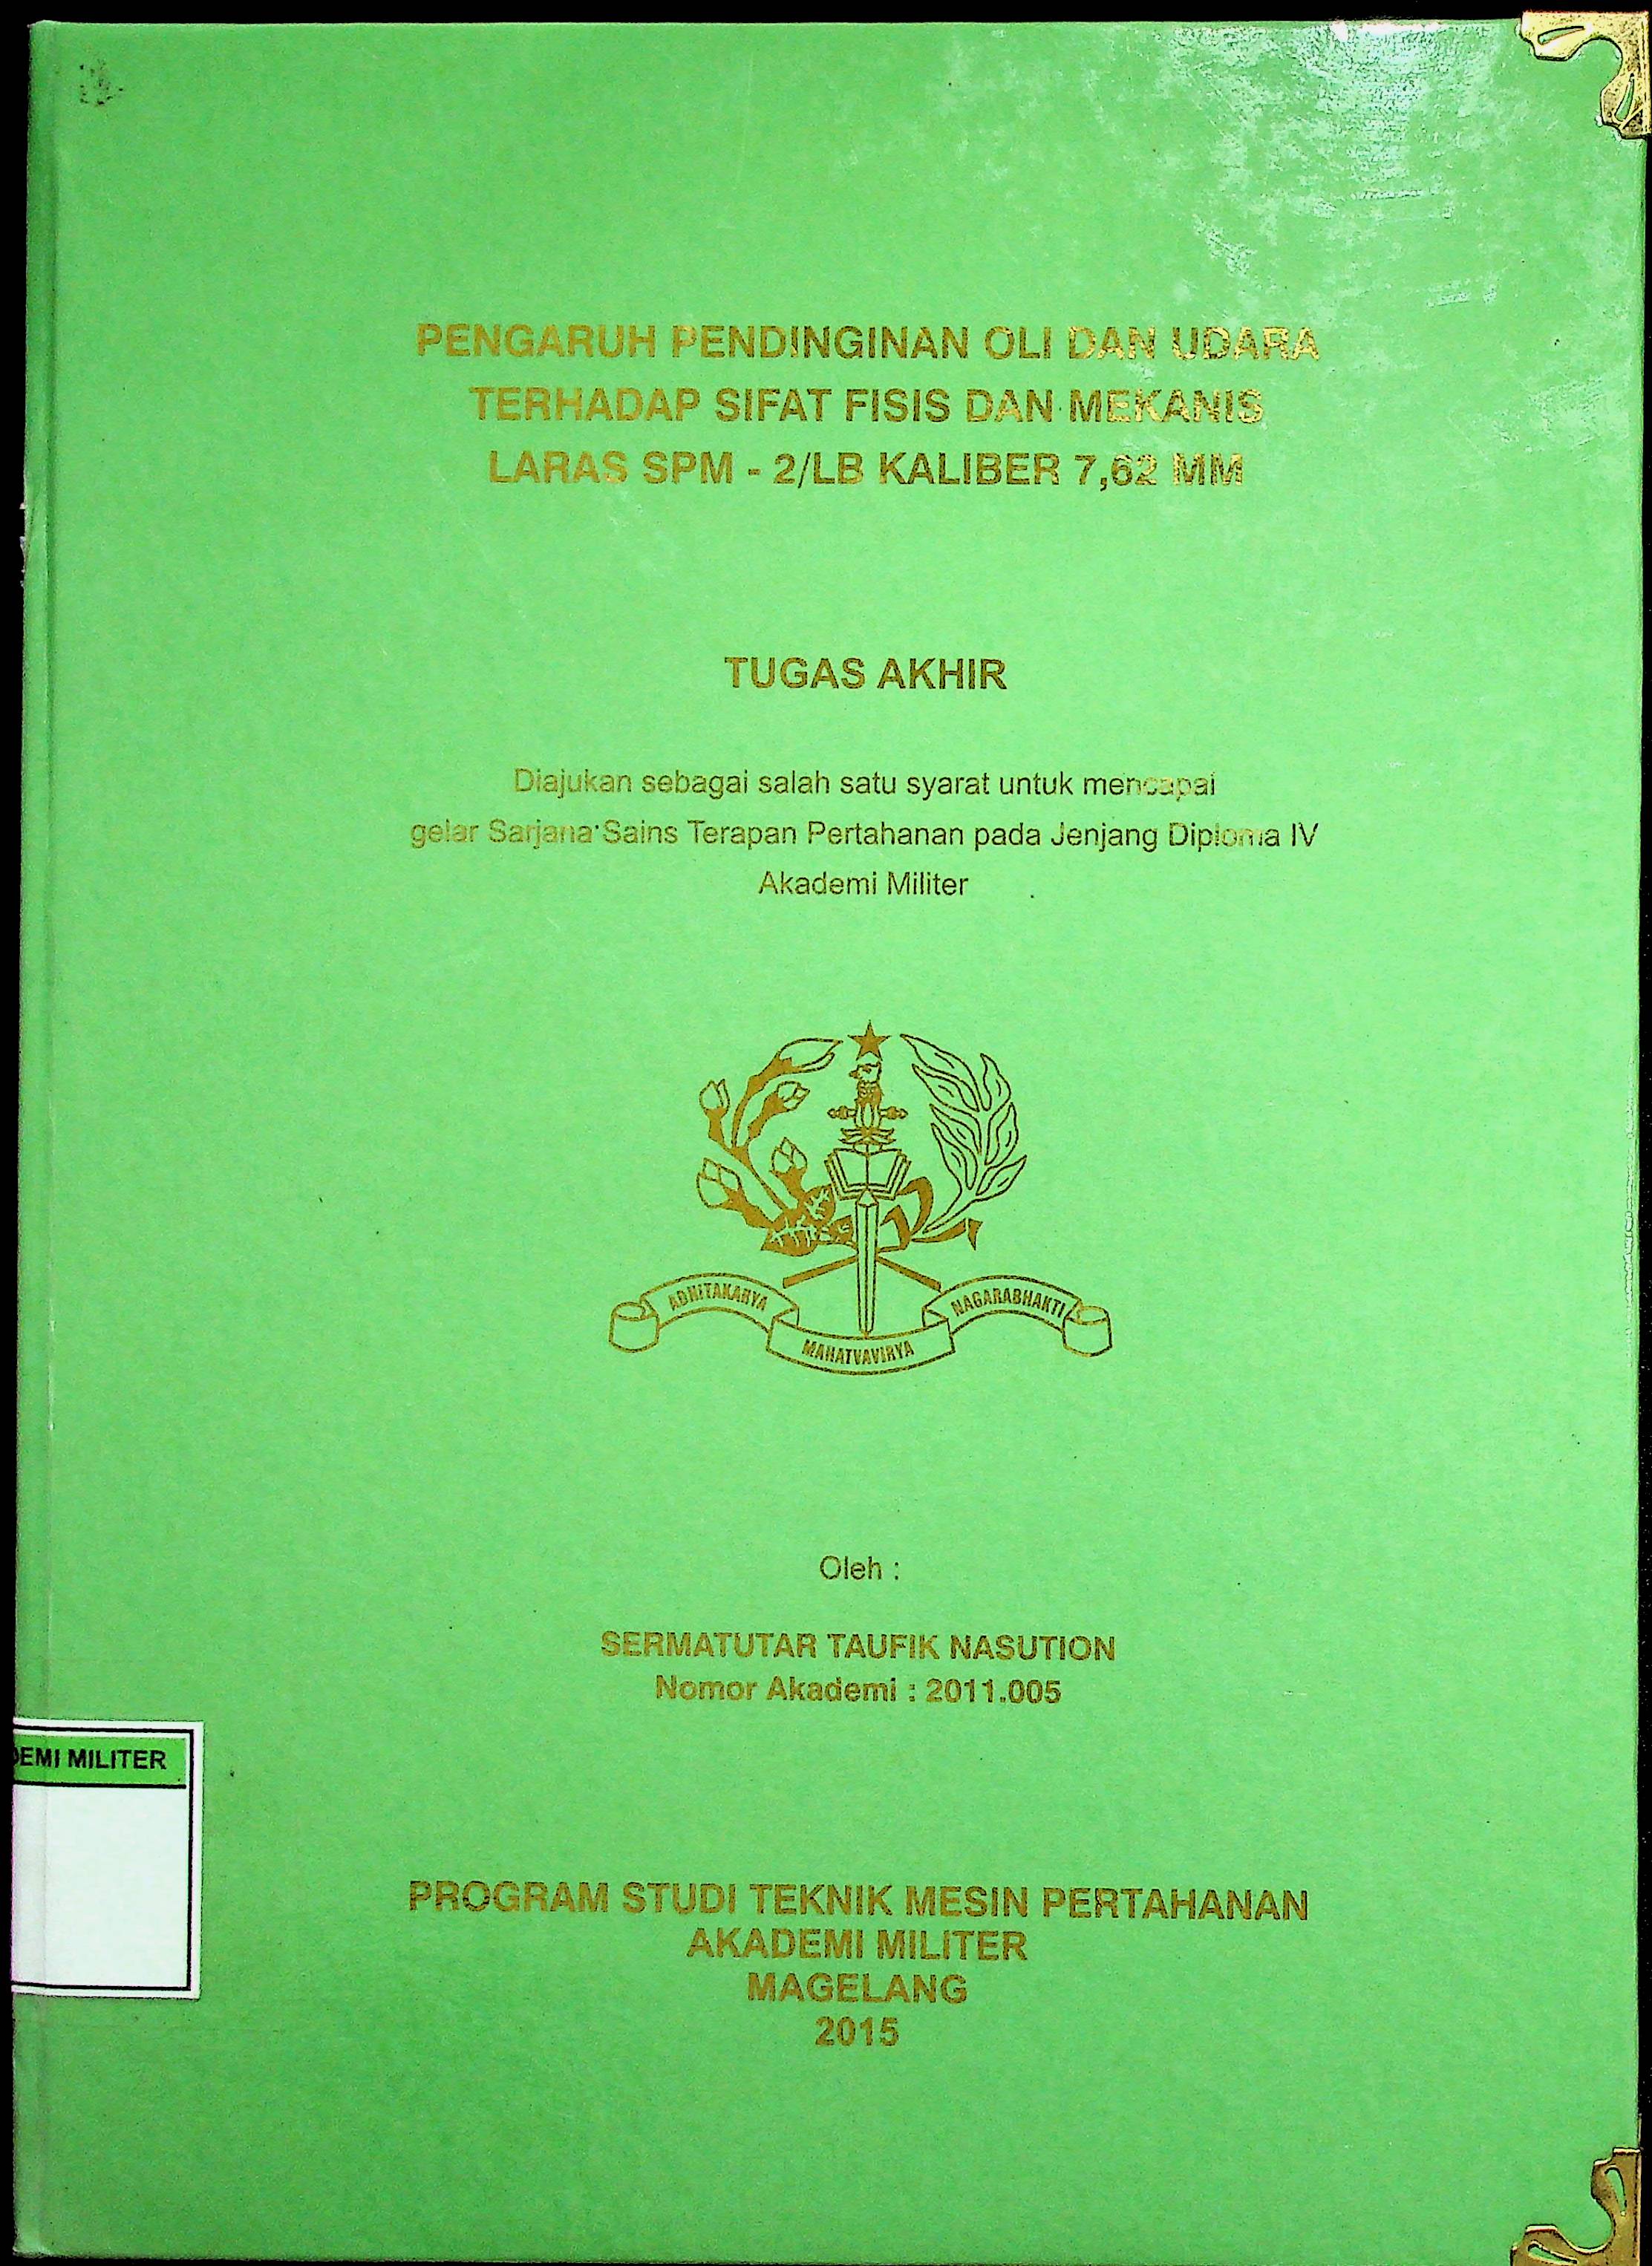 PENGARUH PENDINGINAN OLI DAN UDARA
TERHADAP SIFAT FISIS DAN MEKANIS
LARAS SPM - 2/LB KALIBER 7,62 MM
TUGAS AKHIR
Diajukan sebagai salah satu syarat untuk mencapai
gelar Sarjana Sains Terapan Pertahanan pada Jenjang Diploma IV
Akademi Militer
ADHITAKARYA
MAHATVAVIRYA
NAGARABHAKTI
Oleh :
SERMATUTAR TAUFIK NASUTION
Nomor Akademi : 2011.005
DEMI MILITER
PROGRAM STUDI TEKNIK MESIN PERTAHANAN
AKADEMI MILITER
MAGELANG
2015